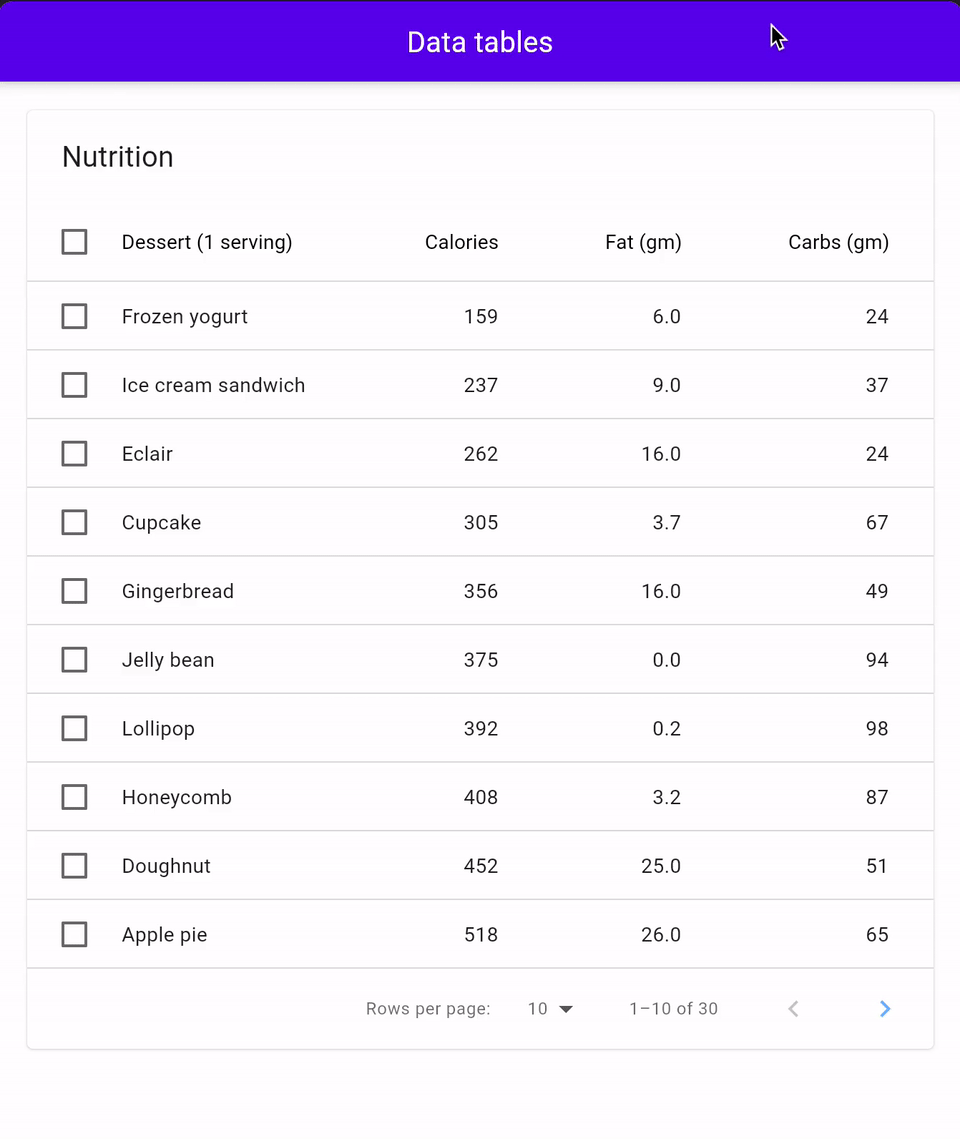 Data tables
Nutrition
Dessert (1 serving) Calories Fat (gm) Carbs (gm)
Frozen yogurt 159 6.0 24
Ice cream sandwich 237 9.0 37
Eclair 262 16.0 24
Cupcake 305 3.7 67
Gingerbread 356 16.0 49
Jelly bean 375 0.0 94
Lollipop 392 0.2 98
Honeycomb 408 3.2 87
Doughnut 452 25.0 51
Apple pie 518 26.0 65
Rows per page: 10 1–10 of 30